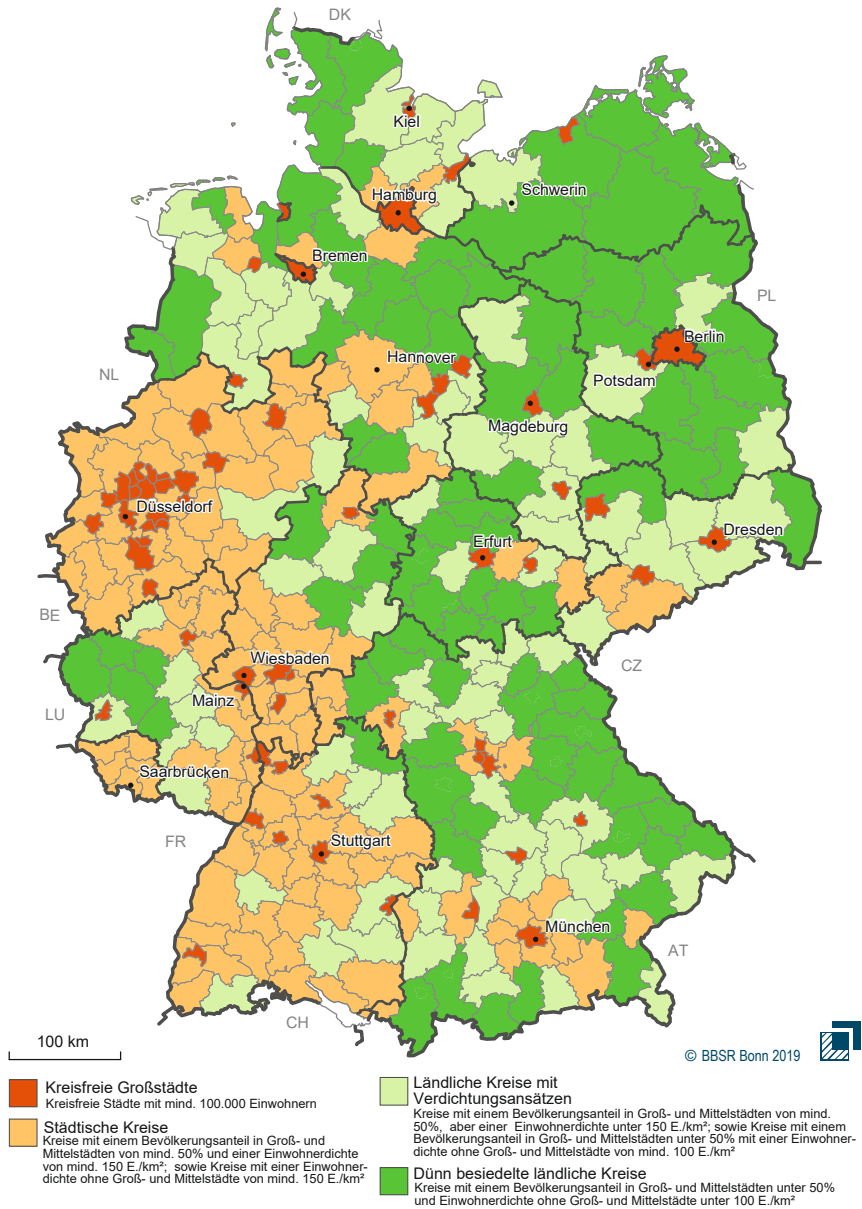 DK
Kiel
Schwerin
Hamburg
Bremen
PL
Berlin
Hannover
NL
Potsdam
Magdeburg
Düsseldorf
Dresden
Erfurt
BE
Wiesbaden
CZ
Mainz
LU
Saarbrücken
FR
Stuttgart
München
AT
CH
100 km
© BBSR Bonn 2019
Kreisfreie Großstädte
Kreisfreie Städte mit mind. 100.000 Einwohnern
Städtische Kreise
Kreise mit einem Bevölkerungsanteil in Groß- und
Mittelstädten von mind. 50% und einer Einwohnerdichte
von mind. 150 E./km²; sowie Kreise mit einer Einwohner-
dichte ohne Groß- und Mittelstädte von mind. 150 E./km²
Ländliche Kreise mit
Verdichtungsansätzen
Kreise mit einem Bevölkerungsanteil in Groß- und Mittelstädten von mind.
50%, aber einer Einwohnerdichte unter 150 E./km²; sowie Kreise mit einem
Bevölkerungsanteil in Groß- und Mittelstädten unter 50% mit einer Einwohner-
dichte ohne Groß- und Mittelstädte von mind. 100 E./km²
Dünn besiedelte ländliche Kreise
Kreise mit einem Bevölkerungsanteil in Groß- und Mittelstädten unter 50%
und Einwohnerdichte ohne Groß- und Mittelstädte unter 100 E./km²